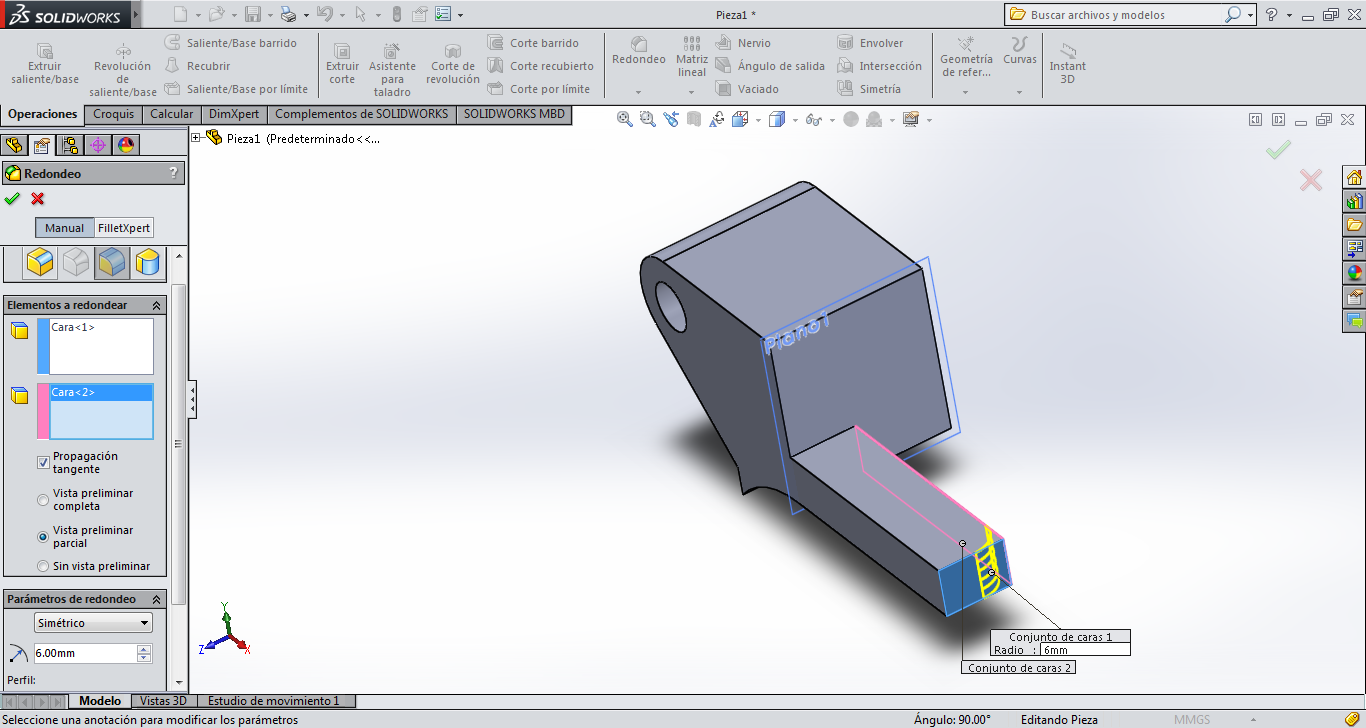 SOLIDWORKS
Pieza1 *
Buscar archivos y modelos
Extruir
saliente/base
Revolución
de
saliente/base
Saliente/Base barrido
Recubrir
Saliente/Base por límite
Extruir
corte
Asistente
para
taladro
Corte de
revolución
Corte barrido
Corte recubierto
Corte por límite
Redondeo
Matriz
lineal
Nervio
Ángulo de salida
Vaciado
Envolver
Intersección
Simetría
Geometría
de refer...
Curvas
Instant
3D
Operaciones
Croquis
Calcular
DimXpert
Complementos de SOLIDWORKS
SOLIDWORKS MBD
Pieza1 (Predeterminado<<...
Redondeo
?
Manual
FilletXpert
Elementos a redondear
Cara<1>
Cara<2>
Propagación
tangente
Vista preliminar
completa
Vista preliminar
parcial
Sin vista preliminar
Parámetros de redondeo
Simétrico
6.00mm
Perfil:
Plano1
Conjunto de caras 1
Radio : 6mm
Conjunto de caras 2
Y
Z
X
Modelo
Vistas 3D
Estudio de movimiento 1
Seleccione una anotación para modificar los parámetros
Ángulo: 90.00°
Editando Pieza
MMGS